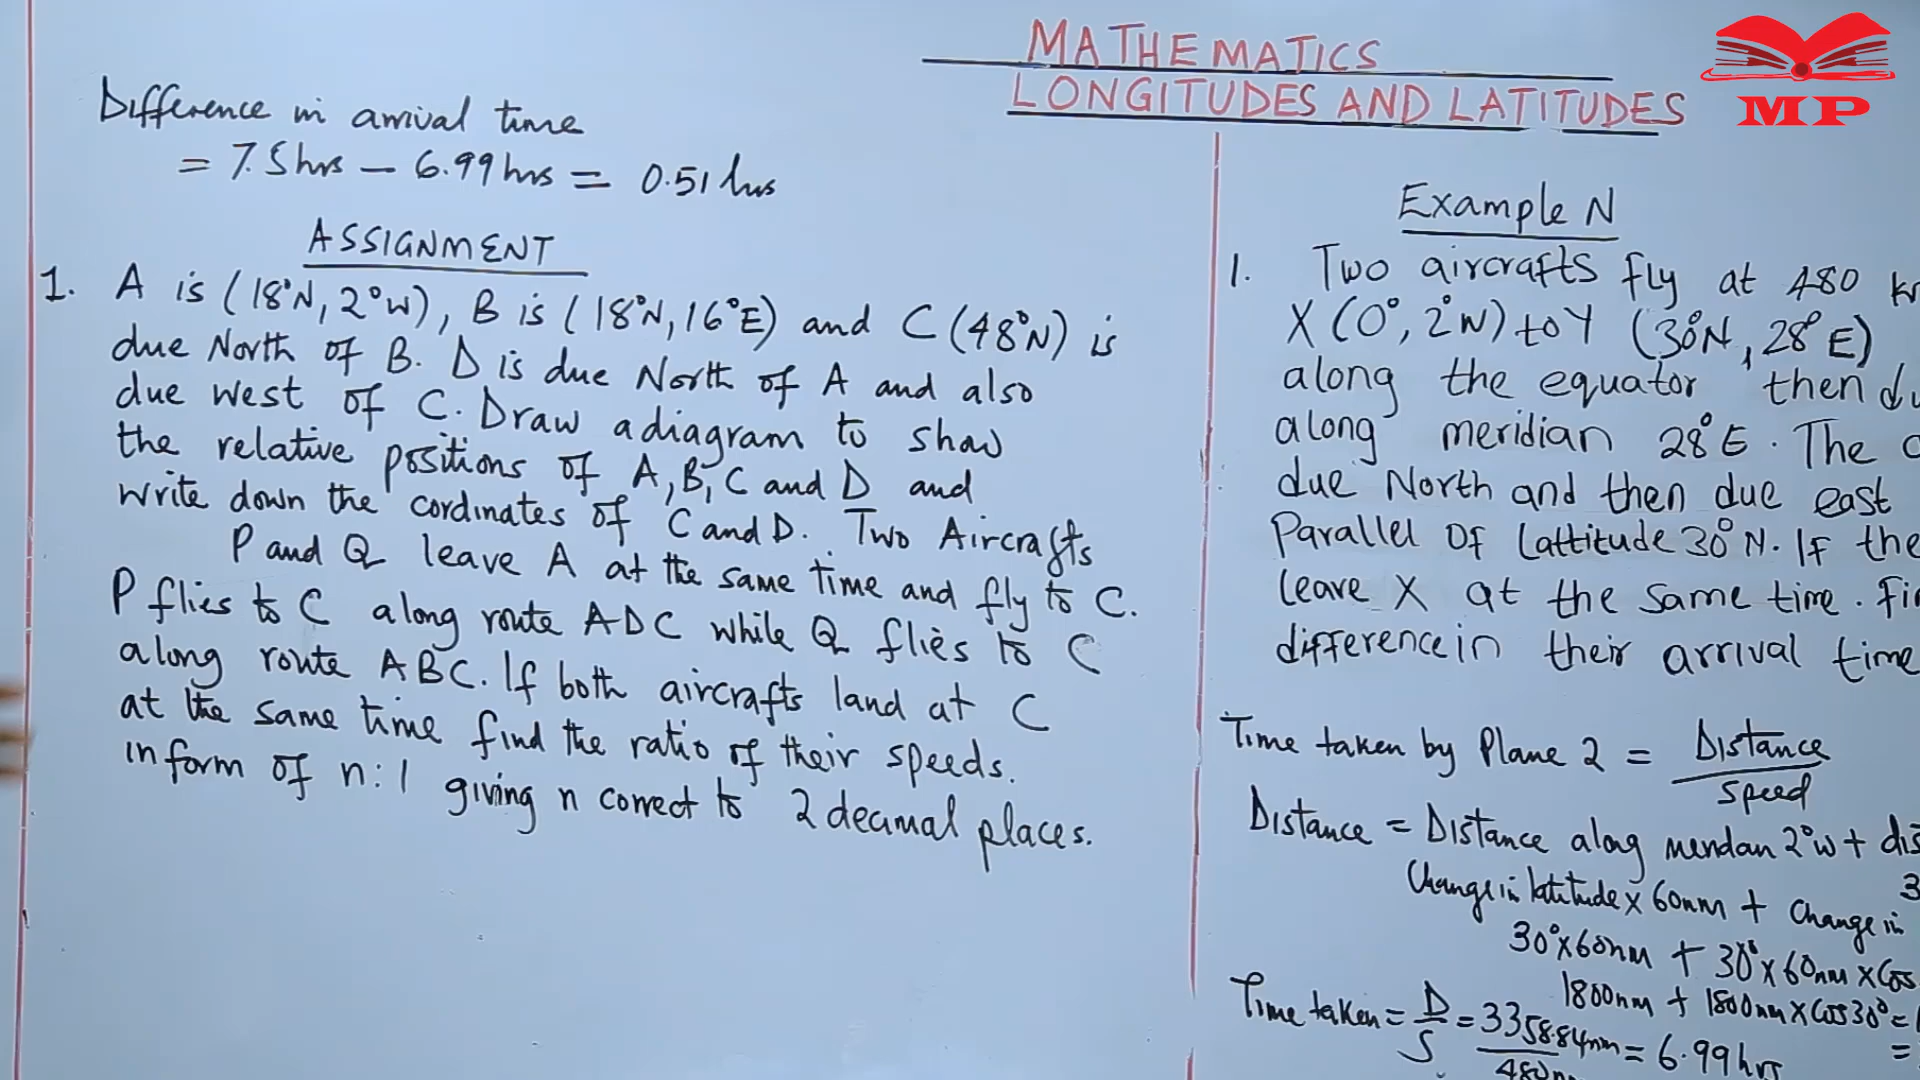 MATHEMATICS
LONGITUDES AND LATITUDES
MP
Difference in arrival time
= 7.5hrs – 6.99hrs = 0.51hrs
ASSIGNMENT
1. A is (18°N, 2°W), B is (18°N, 16°E) and C (48°N) is
due North of B. D is due North of A and also
due west of C. Draw a diagram to show
the relative positions of A, B, C and D and
write down the cordinates of C and D. Two Aircrafts
P and Q leave A at the same time and fly to C.
P flies to C along route ADC while Q flies to C
along route ABC. If both aircrafts land at C
at the same time find the ratio of their speeds.
in form of n:1 giving n correct to 2 decimal places.
Example N
1. Two aircrafts fly at 480
X (0°, 2°W) to Y (30°N, 28°E)
along the equator then
along meridian 28°E. The
due North and then due east
Parallel OF Lattitude 30°N. IF the
leave X at the same time.
difference in their arrival time
Time taken by Plane 2 = Distance
speed
Distance = Distance along meridan 2°W +
Change in latitude x 60nm + Change in
30° x 60nm + 30° x 60nm x Cos
1800nm + 1800nm x Cos 30° =
Time taken = D = 3358.84nm = 6.99hrs
S 480n